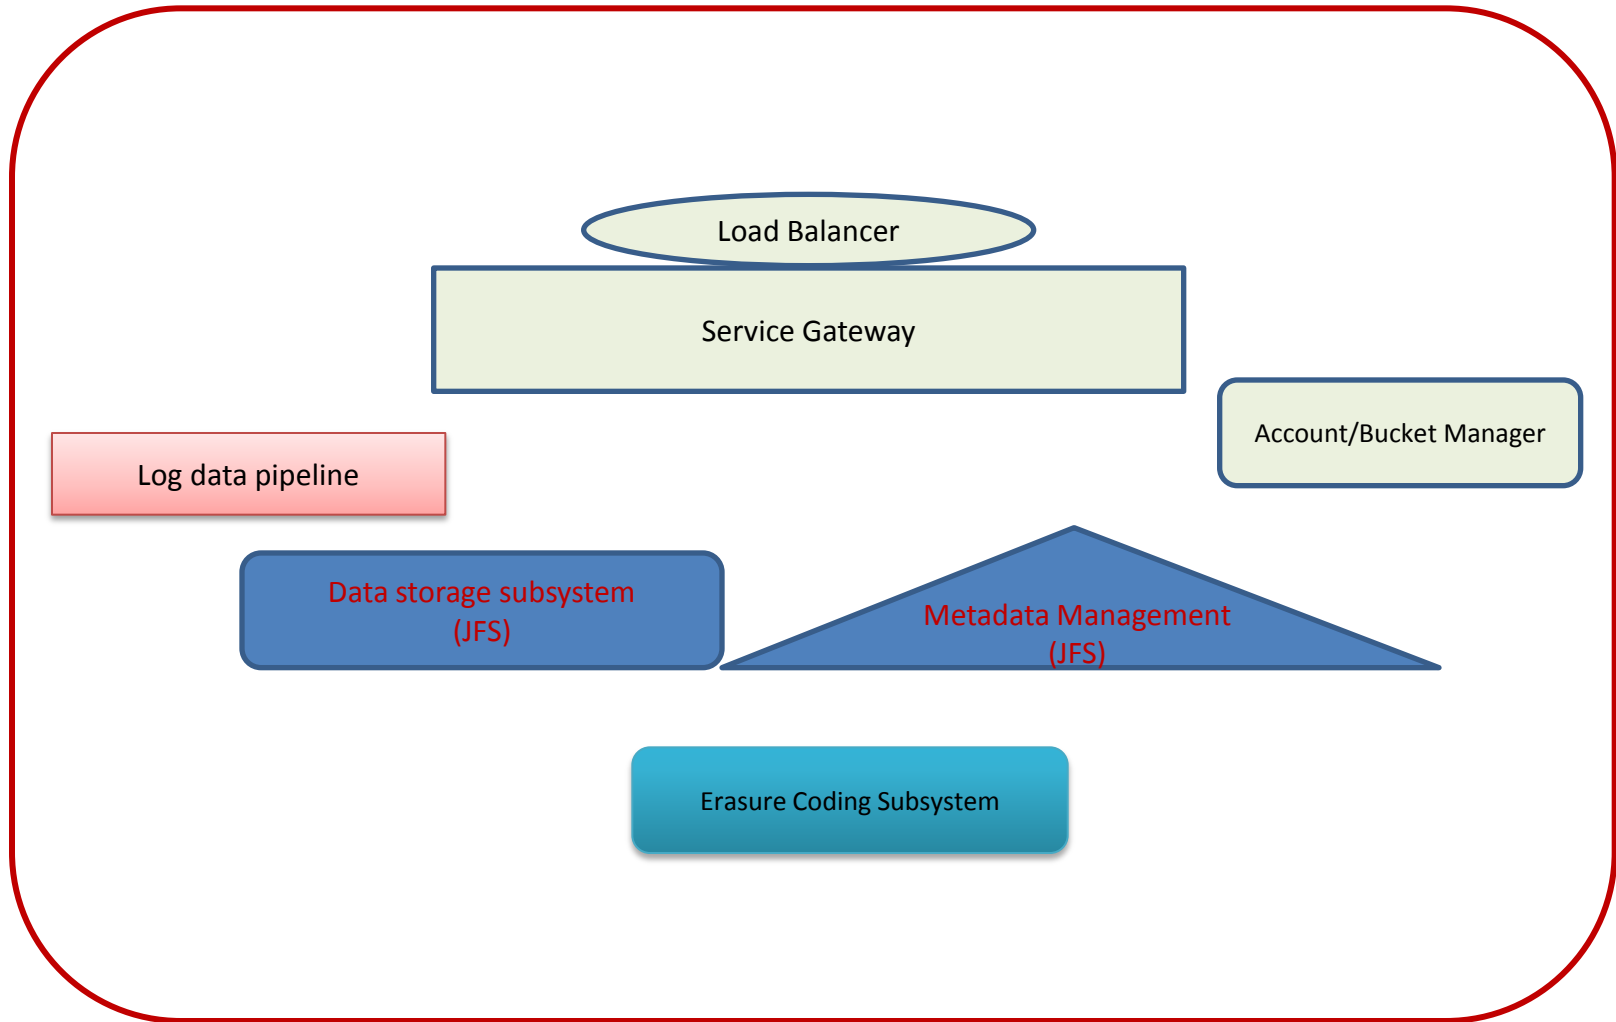 Load Balancer
Service Gateway
Account/Bucket Manager
Log data pipeline
Data storage subsystem
(JFS)
Metadata Management
(JFS)
Erasure Coding Subsystem